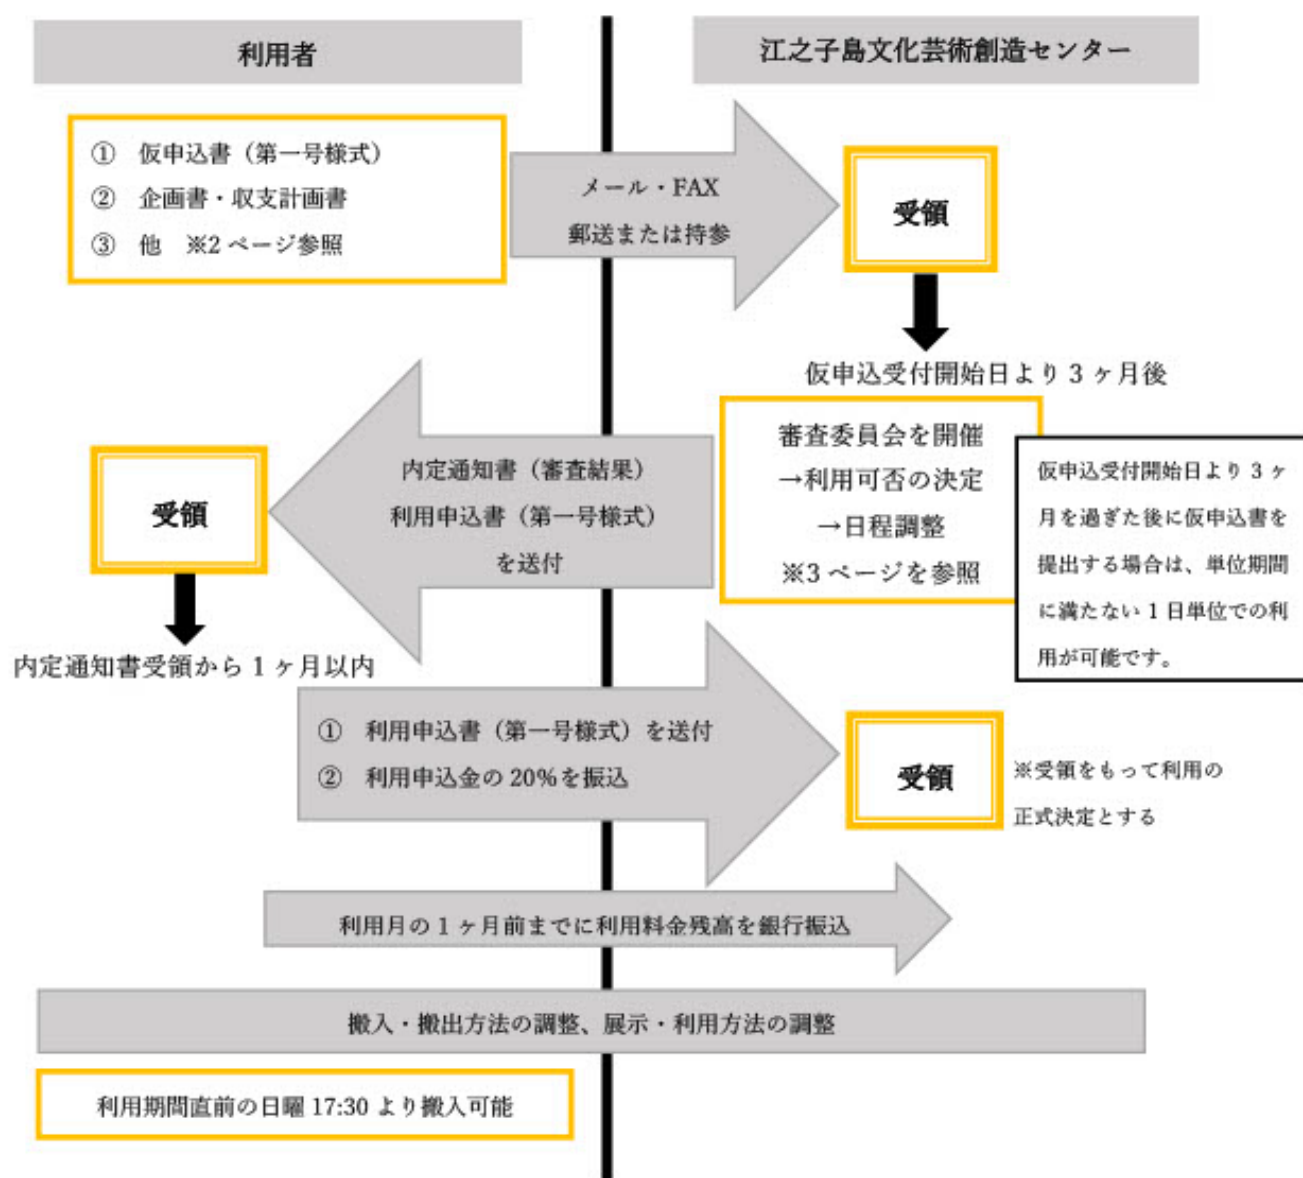 利用者
江之子島文化芸術創造センター
① 仮申込書（第一号様式）
② 企画書・収支計画書
③ 他 ※2 ページ参照
メール・FAX
郵送または持参
受領
仮申込受付開始日より 3 ヶ月後
審査委員会を開催
→利用可否の決定
→日程調整
※3 ページを参照
仮申込受付開始日より 3 ヶ
月を過ぎた後に仮申込書を
提出する場合は、単位期間
に満たない 1 日単位での利
用が可能です。
内定通知書（審査結果）
利用申込書（第一号様式）
を送付
受領
内定通知書受領から 1 ヶ月以内
① 利用申込書（第一号様式）を送付
② 利用申込金の 20%を振込
受領
※受領をもって利用の
正式決定とする
利用月の 1 ヶ月前までに利用料金残高を銀行振込
搬入・搬出方法の調整、展示・利用方法の調整
利用期間直前の日曜 17:30 より搬入可能